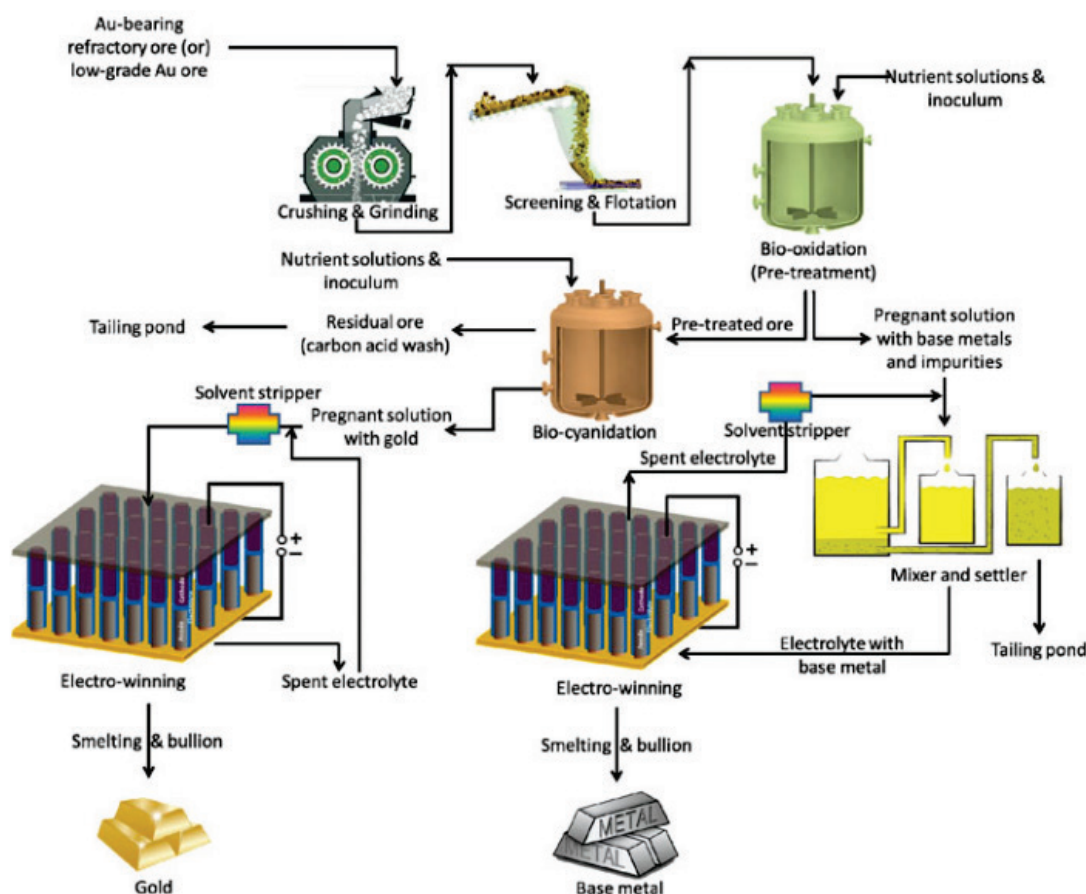 Au-bearing
refractory ore (or)
low-grade Au ore
Nutrient solutions &
inoculum
Crushing & Grinding
Screening & Flotation
Bio-oxidation
(Pre-treatment)
Nutrient solutions &
inoculum
Tailing pond
Residual ore
(carbon acid wash)
Pre-treated ore
Pregnant solution
with base metals
and impurities
Solvent stripper
Pregnant solution
with gold
Bio-cyanidation
Solvent stripper
Spent electrolyte
+
−
+
−
Cathode
Cathode
Mixer and settler
Electrolyte with
base metal
Tailing pond
Electro-winning
Spent electrolyte
Electro-winning
Smelting & bullion
Smelting & bullion
METAL
METAL
Gold
Base metal